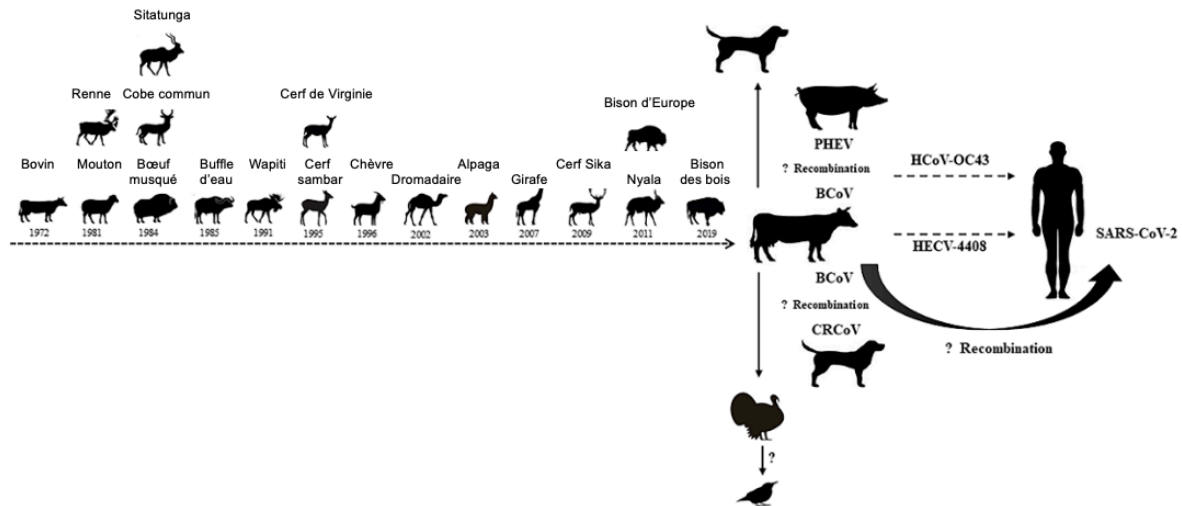 Sitatunga
Renne
Cobe commun
Cerf de Virginie
Bison d'Europe
Bovin
Mouton
Bœuf
musqué
Buffle
d'eau
Wapiti
Cerf
sambar
Chèvre
Dromadaire
Alpaga
Girafe
Cerf Sika
Nyala
Bison
des bois
1972
1981
1984
1985
1991
1995
1996
2002
2003
2007
2009
2011
2019
PHEV
? Recombination
BCoV
HCoV-OC43
HECV-4408
SARS-CoV-2
BCoV
? Recombination
CRCoV
? Recombination
?